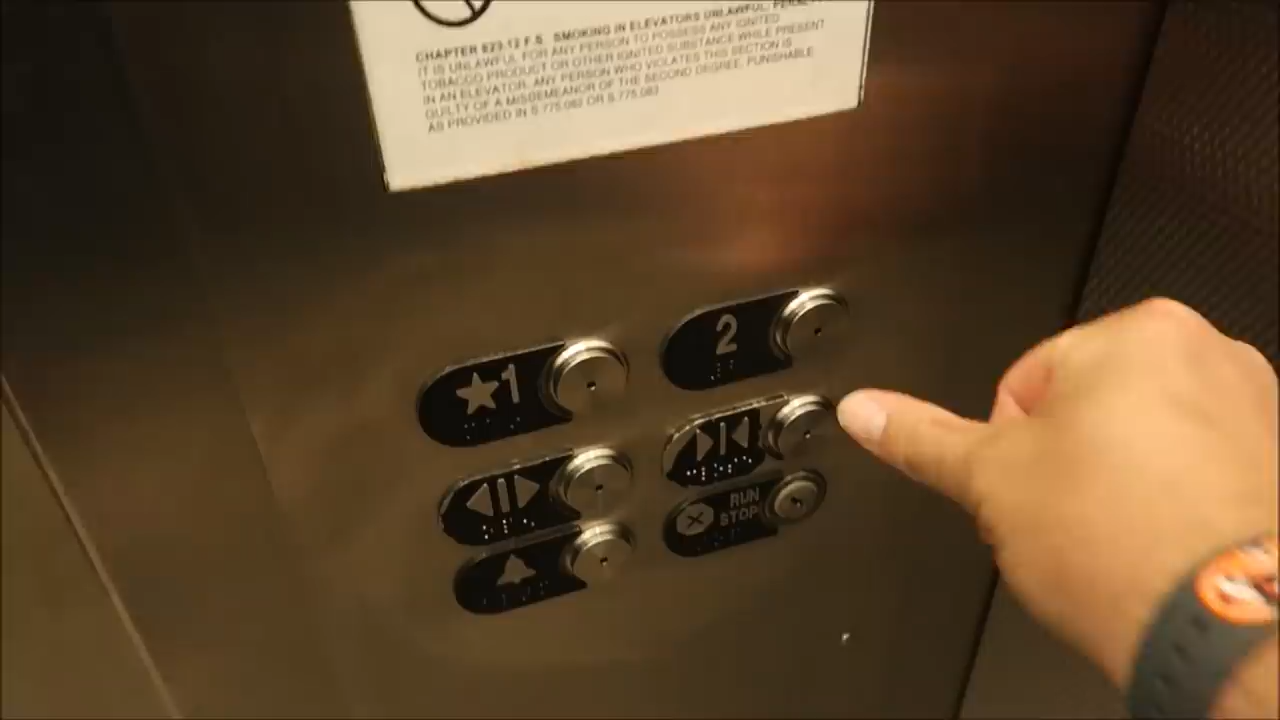 CHAPTER 823.12 F.S. SMOKING IN ELEVATORS UNLAWFUL; PENALTY
IT IS UNLAWFUL FOR ANY PERSON TO POSSESS ANY IGNITED
TOBACCO PRODUCT OR OTHER IGNITED SUBSTANCE WHILE PRESENT
IN AN ELEVATOR. ANY PERSON WHO VIOLATES THIS SECTION IS
GUILTY OF A MISDEMEANOR OF THE SECOND DEGREE, PUNISHABLE
AS PROVIDED IN S.775.082 OR S.775.083
★1
2
RUN
STOP